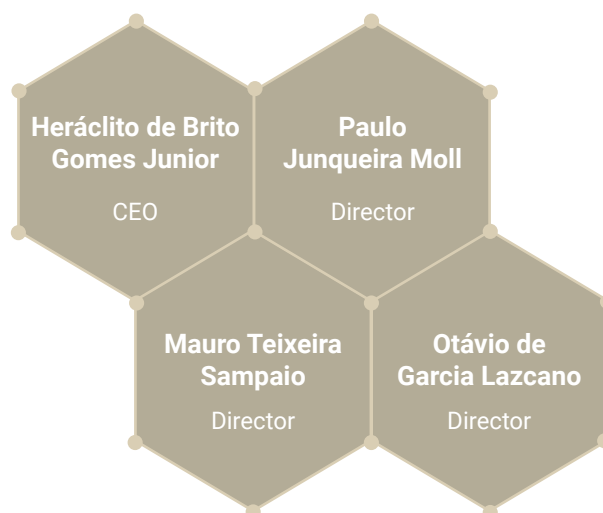 Heráclito de Brito
Gomes Junior
CEO
Paulo
Junqueira Moll
Director
Mauro Teixeira
Sampaio
Director
Otávio de
Garcia Lazcano
Director